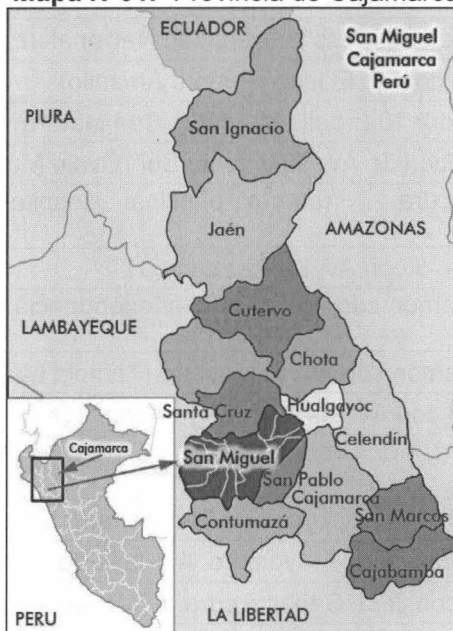 ECUADOR
San Miguel
Cajamarca
Perú
PIURA
San Ignacio
Jaén
AMAZONAS
Cutervo
LAMBAYEQUE
Chota
Santa Cruz
Hualgayoc
Celendín
Cajamarca
San Miguel
San Pablo
Cajamarca
San Marcos
Contumazá
Cajabamba
PERU
LA LIBERTAD